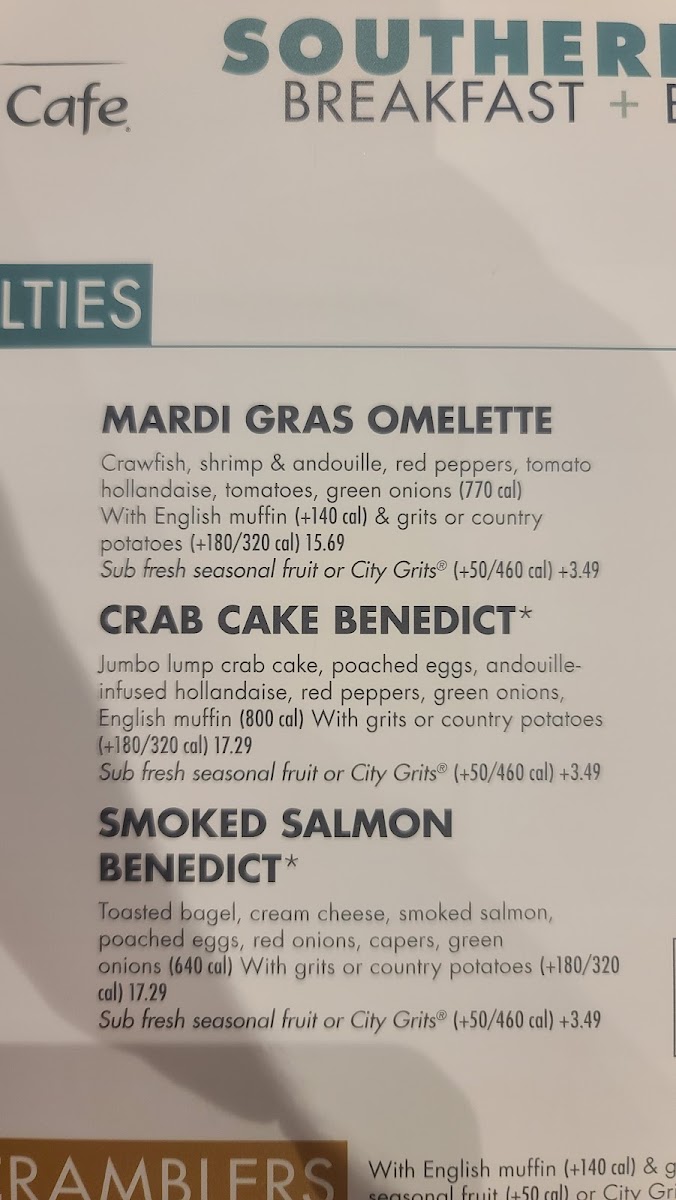 Cafe
BREAKFAST +
MARDI GRAS OMELETTE
Crawfish, shrimp & andouille, red peppers, tomato
hollandaise, tomatoes, green onions (770 cal)
With English muffin (+140 cal) & grits or country
potatoes (+180/320 cal) 15.69
Sub fresh seasonal fruit or City Grits® (+50/460 cal) +3.49
CRAB CAKE BENEDICT*
Jumbo lump crab cake, poached eggs, andouille-
infused hollandaise, red peppers, green onions,
English muffin (800 cal) With grits or country potatoes
(+180/320 cal) 17.29
Sub fresh seasonal fruit or City Grits® (+50/460 cal) +3.49
SMOKED SALMON
BENEDICT*
Toasted bagel, cream cheese, smoked salmon,
poached eggs, red onions, capers, green
onions (640 cal) With grits or country potatoes (+180/320
cal) 17.29
Sub fresh seasonal fruit or City Grits® (+50/460 cal) +3.49
With English muffin (+140 cal) &
seasonal fruit (+50 cal) or City